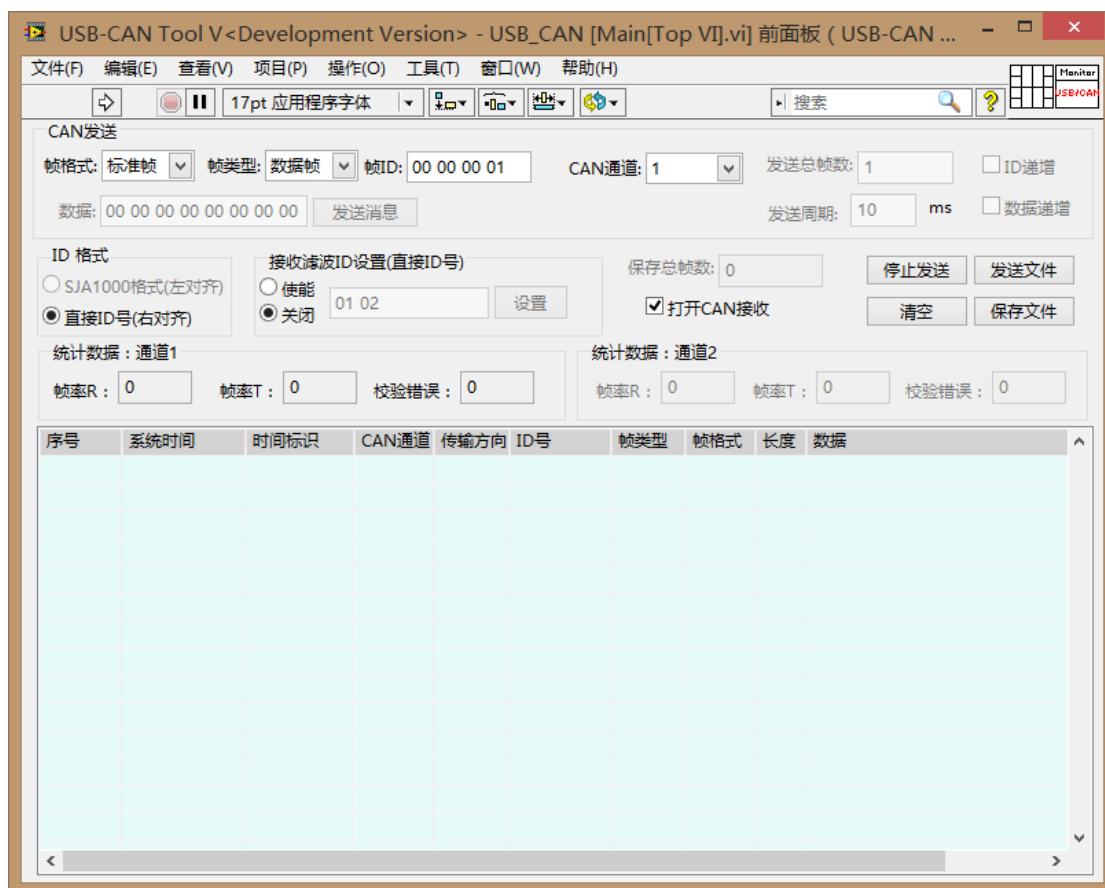 USB-CAN Tool V<Development Version> - USB_CAN [Main[Top VI].vi] 前面板 ( USB-CAN ...
文件(F) 编辑(E) 查看(V) 项目(P) 操作(O) 工具(T) 窗口(W) 帮助(H)
17pt 应用程序字体 搜索
Monitor
USB/CAN
CAN发送
帧格式: 标准帧 帧类型: 数据帧 帧ID: 00 00 00 01 CAN通道: 1 发送总帧数: 1 ID递增
数据: 00 00 00 00 00 00 00 00 发送消息 发送周期: 10 ms 数据递增
ID 格式 接收滤波ID设置(直接ID号) 保存总帧数: 0 停止发送 发送文件
SJA1000格式(左对齐) 使能 01 02 设置
直接ID号(右对齐) 关闭 打开CAN接收 清空 保存文件
统计数据：通道1 统计数据：通道2
帧率R： 0 帧率T： 0 校验错误： 0 帧率R： 0 帧率T： 0 校验错误： 0
序号 系统时间 时间标识 CAN通道 传输方向 ID号 帧类型 帧格式 长度 数据